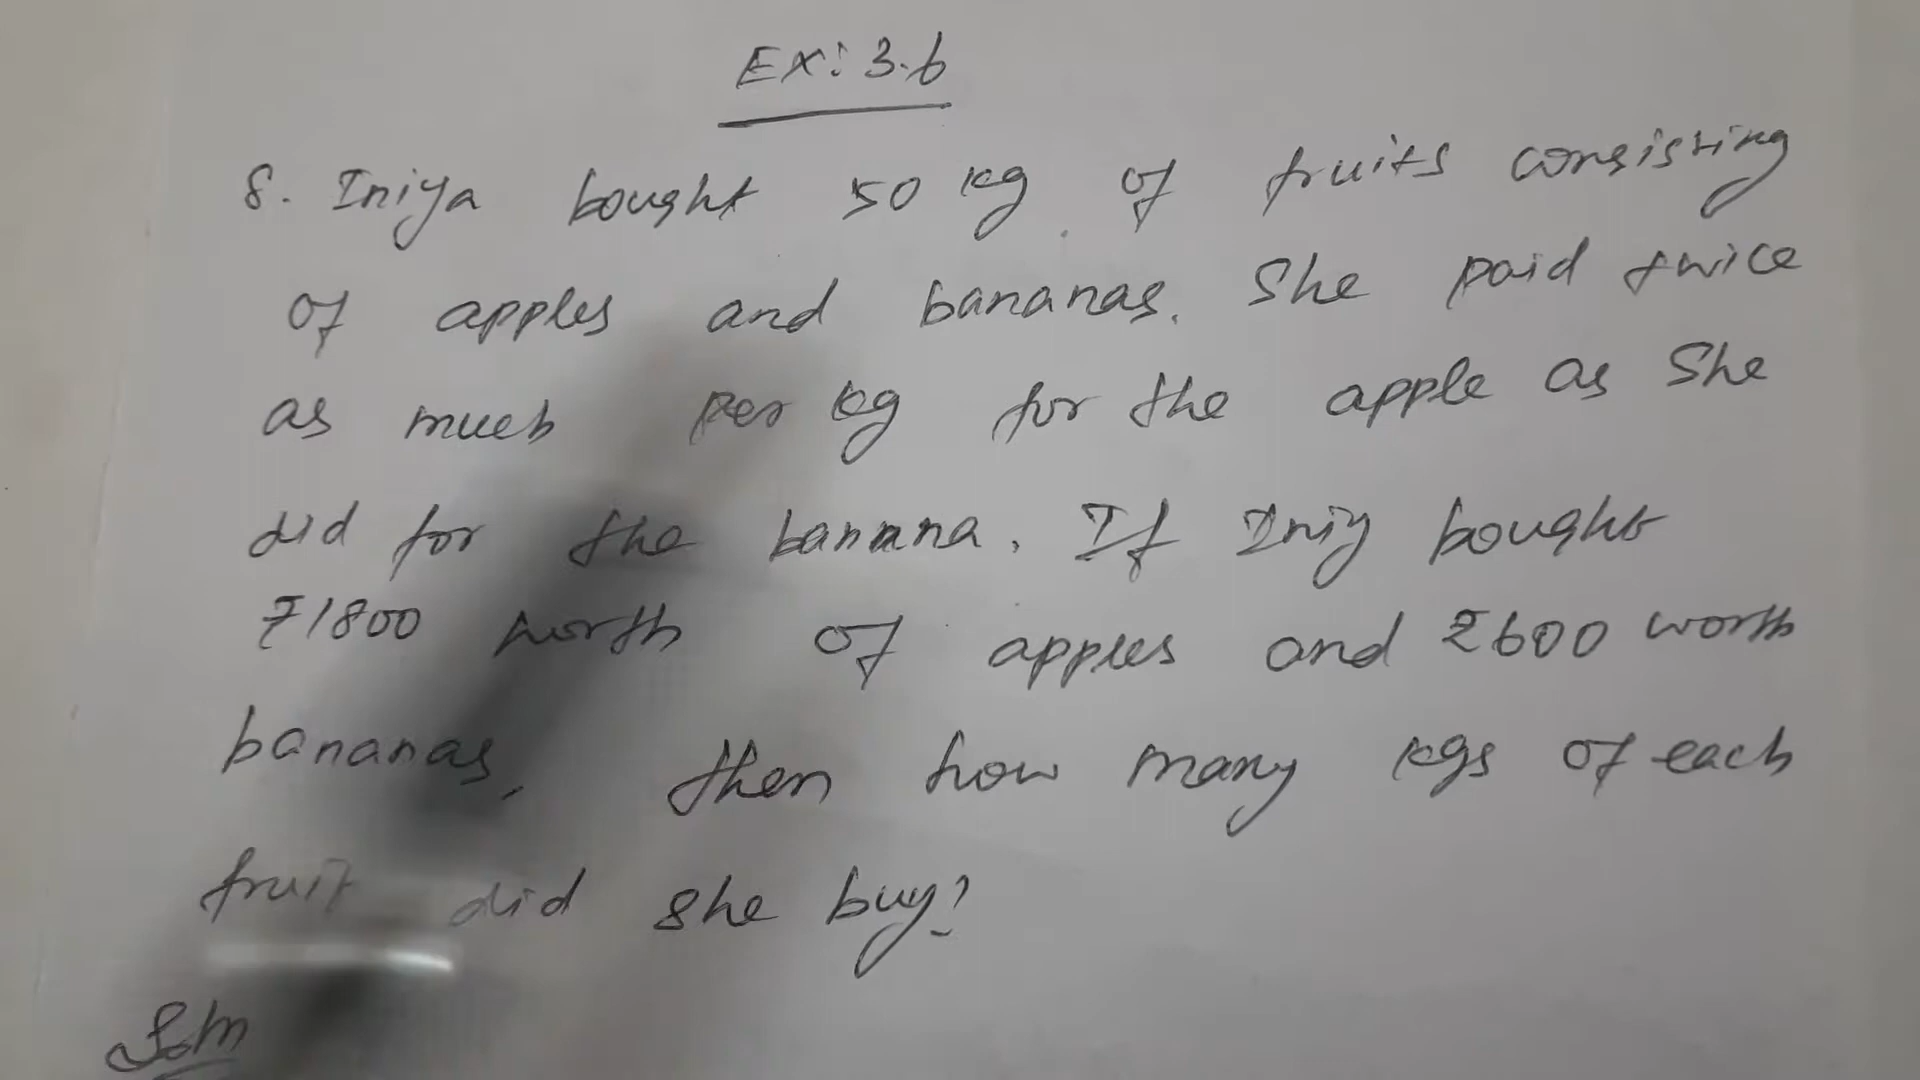 Ex: 3.6
8. Iniya bought 50 kg of fruits consisting
of apples and bananas. She paid twice
as much per kg for the apple as She
did for the banana. If Iniy bought
₹1800 worth of apples and ₹600 worth
bananas, then how many kgs of each
fruit did she buy?
Soln